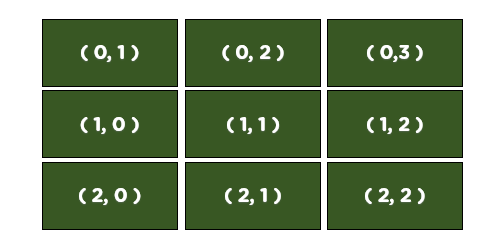 ( 0, 1 ) ( 0, 2 ) ( 0,3 )
( 1, 0 ) ( 1, 1 ) ( 1, 2 )
( 2, 0 ) ( 2, 1 ) ( 2, 2 )